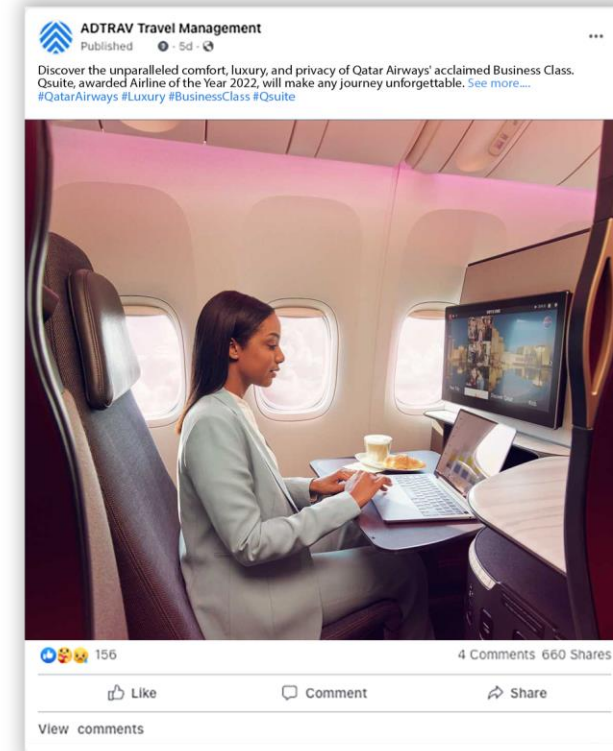 ADTRAV Travel Management
Published · 5d ·
Discover the unparalleled comfort, luxury, and privacy of Qatar Airways' acclaimed Business Class.
Qsuite, awarded Airline of the Year 2022, will make any journey unforgettable. See more....
#QatarAirways #Luxury #BusinessClass #Qsuite
156
4 Comments 660 Shares
Like
Comment
Share
View comments